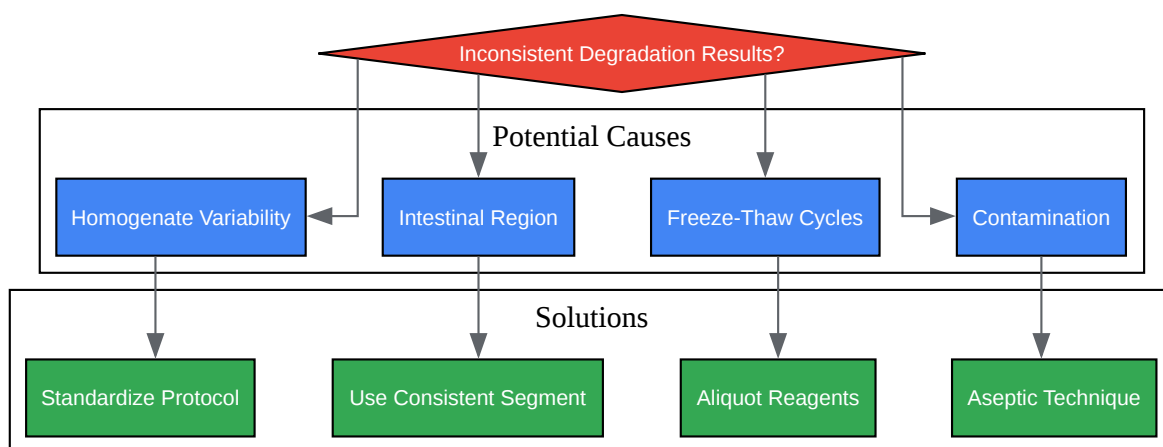 Inconsistent Degradation Results?
Potential Causes
Homogenate Variability
Intestinal Region
Freeze-Thaw Cycles
Contamination
Solutions
Standardize Protocol
Use Consistent Segment
Aliquot Reagents
Aseptic Technique